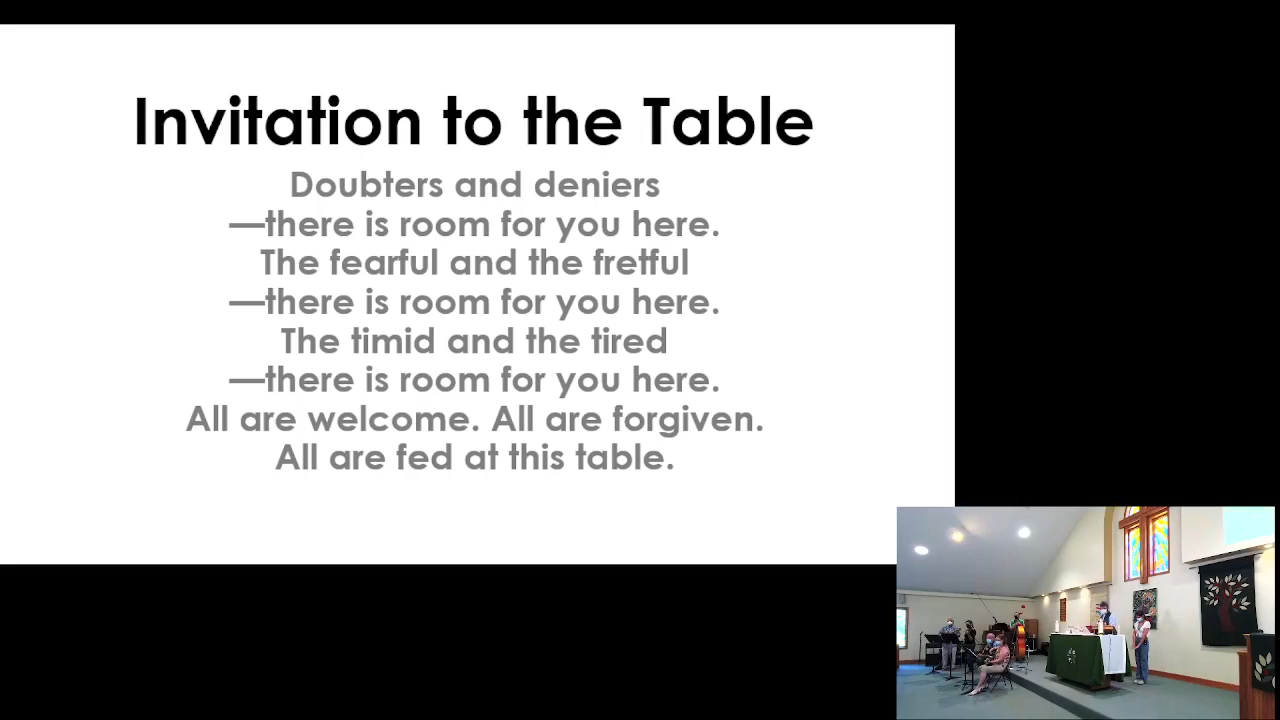 Invitation to the Table
Doubters and deniers
—there is room for you here.
The fearful and the fretful
—there is room for you here.
The timid and the tired
—there is room for you here.
All are welcome. All are forgiven.
All are fed at this table.